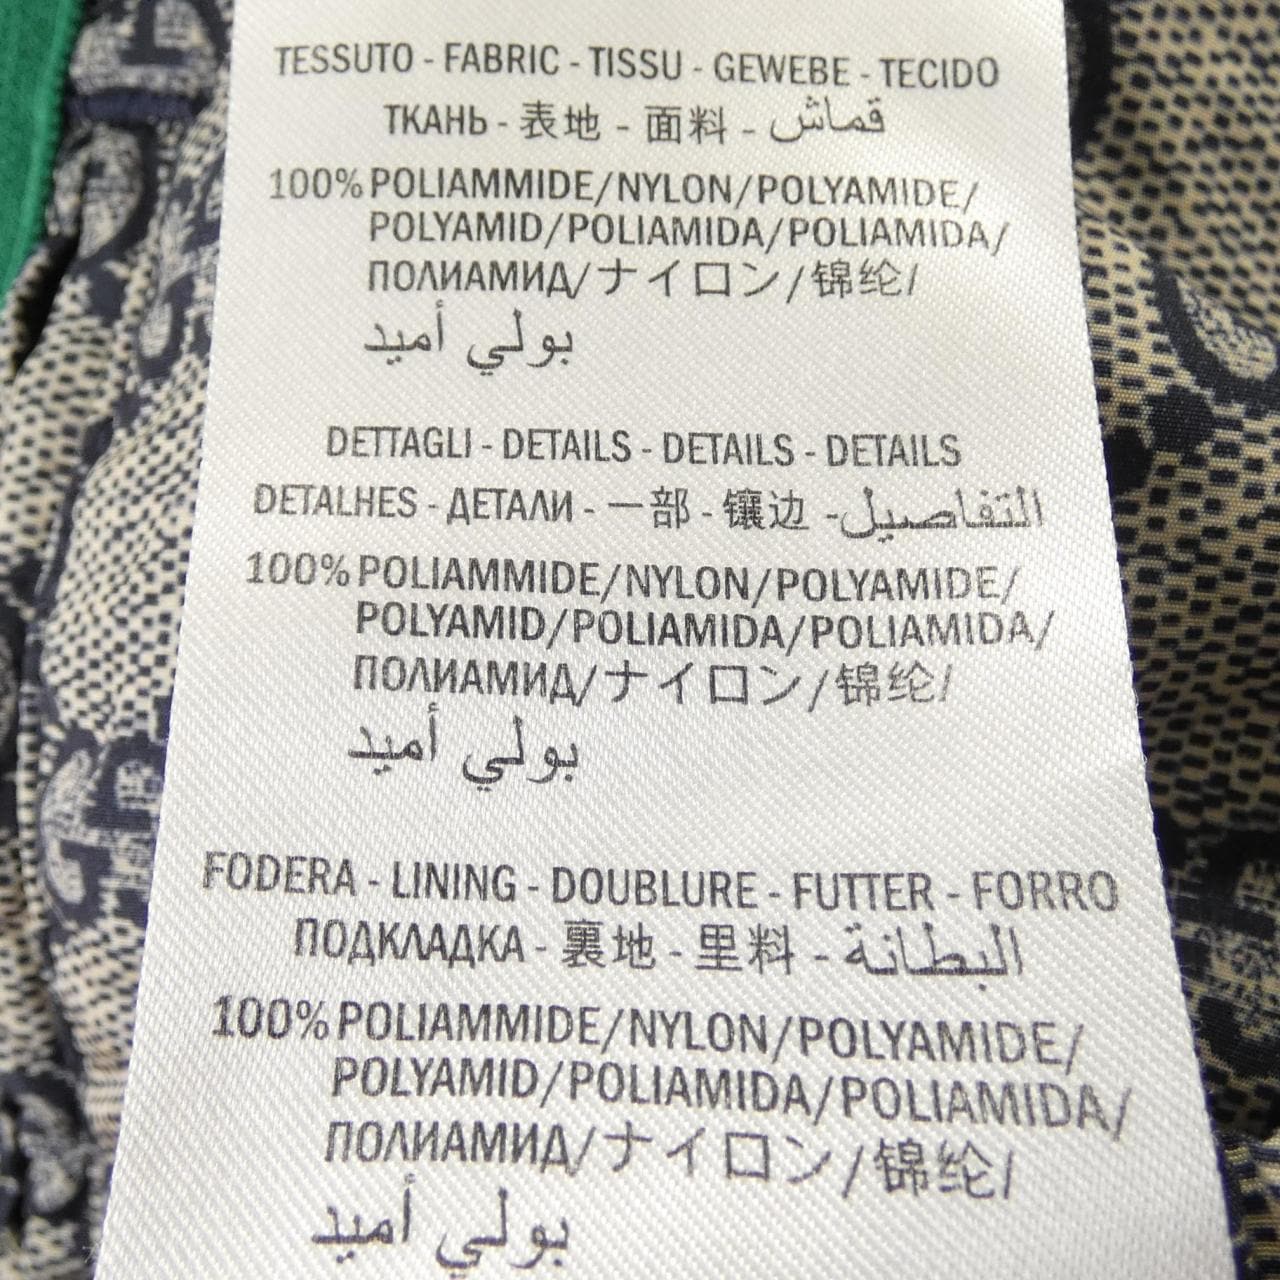 TESSUTO - FABRIC - TISSU - GEWEBE - TECIDO
ТКАНЬ - 表地 - 面料 - قماش
100% POLIAMMIDE/NYLON/POLYAMIDE/
POLYAMID/POLIAMIDA/POLIAMIDA/
ПОЛИАМИД/ナイロン/锦纶/
بولي أميد
DETTAGLI - DETAILS - DETAILS - DETAILS
DETALHES - ДЕТАЛИ - 一部 - 镶边 - التفاصيل
100% POLIAMMIDE/NYLON/POLYAMIDE/
POLYAMID/POLIAMIDA/POLIAMIDA/
ПОЛИАМИД/ナイロン/锦纶/
بولي أميد
FODERA - LINING - DOUBLURE - FUTTER - FORRO
ПОДКЛАДКА - 裏地 - 里料 - البطانة
100% POLIAMMIDE/NYLON/POLYAMIDE/
POLYAMID/POLIAMIDA/POLIAMIDA/
ПОЛИАМИД/ナイロン/锦纶/
بولي أميد